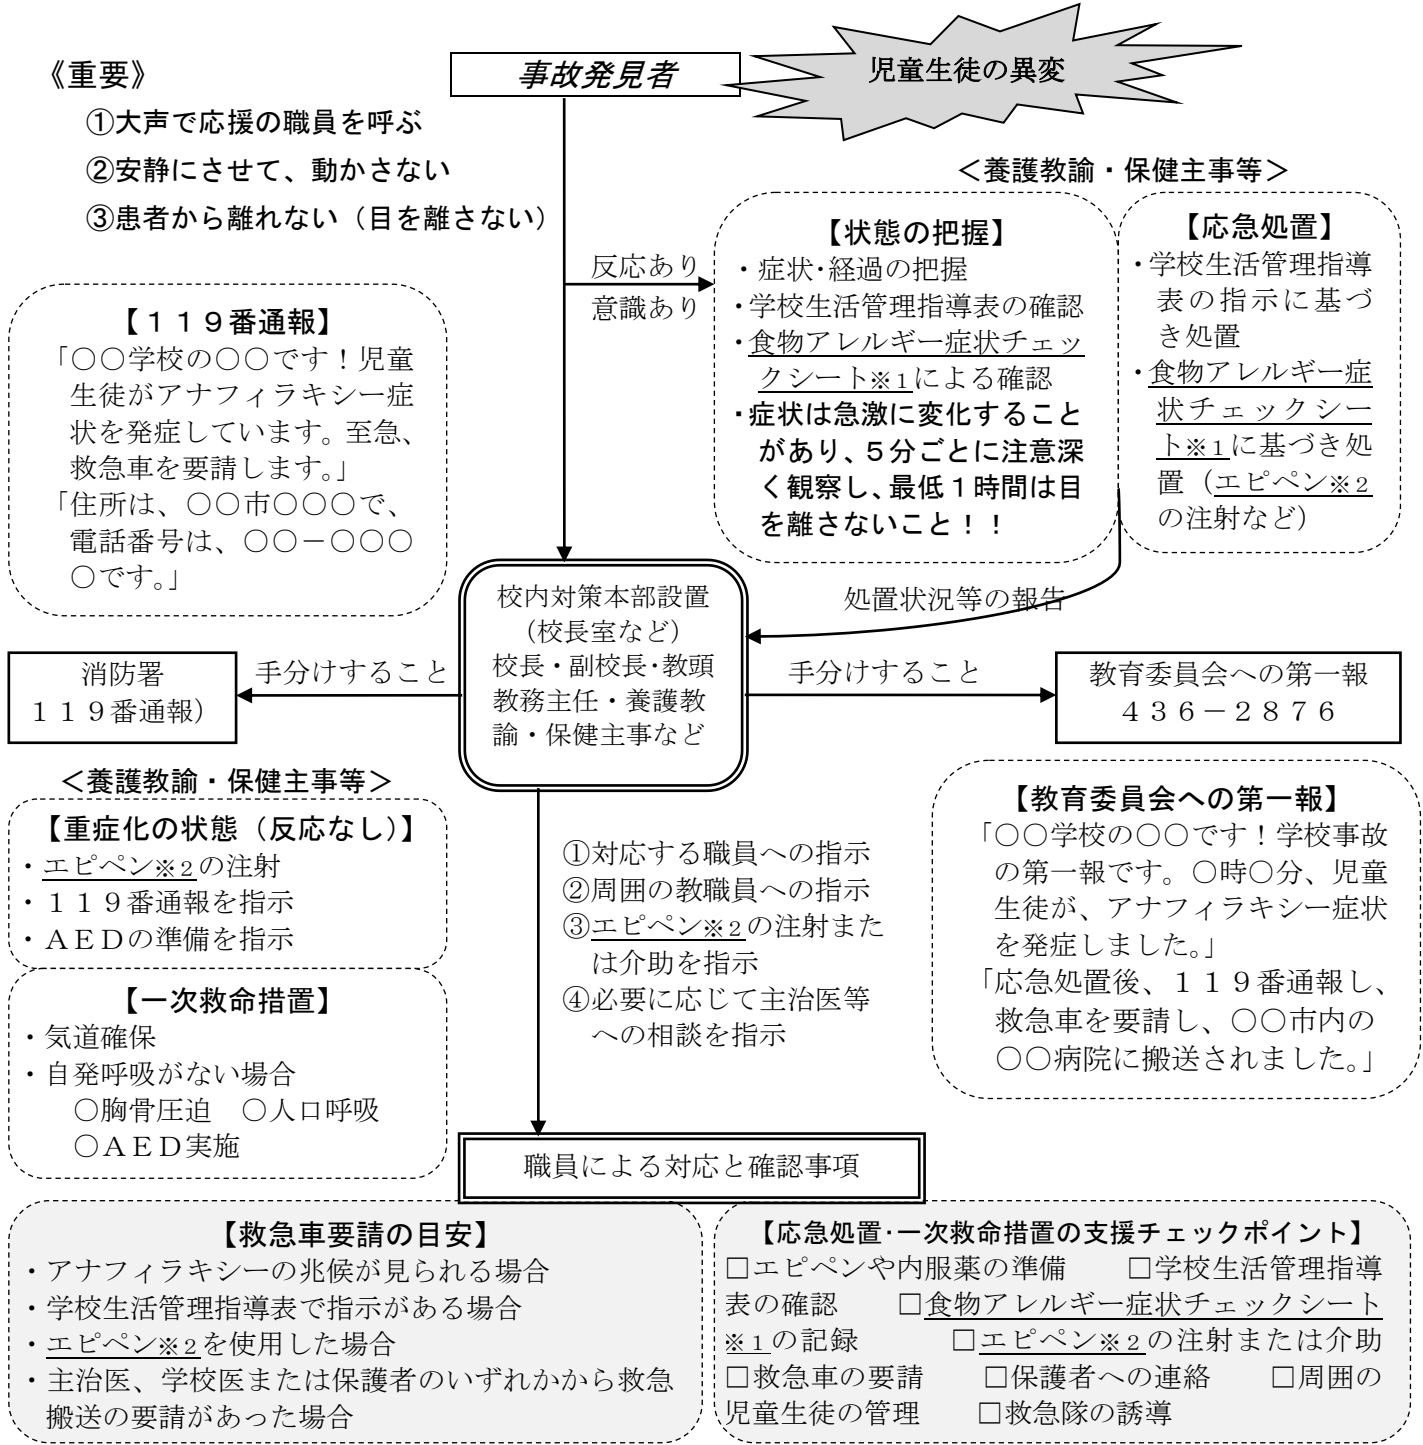 《重要》
①大声で応援の職員を呼ぶ
②安静にさせて、動かさない
③患者から離れない（目を離さない）
事故発見者
児童生徒の異変
＜養護教諭・保健主事等＞
反応あり
意識あり
【状態の把握】
・症状･経過の把握
・学校生活管理指導表の確認
・食物アレルギー症状チェッ
クシート※1による確認
・症状は急激に変化すること
があり、５分ごとに注意深
く観察し、最低１時間は目
を離さないこと！！
【応急処置】
・学校生活管理指導
表の指示に基づ
き処置
・食物アレルギー症
状チェックシー
ト※1に基づき処
置（エピペン※2
の注射など）
【１１９番通報】
「〇〇学校の〇〇です！児童
生徒がアナフィラキシー症
状を発症しています。至急、
救急車を要請します。」
「住所は、〇〇市〇〇〇で、
電話番号は、〇〇－〇〇〇
〇です。」
校内対策本部設置
（校長室など）
校長・副校長･教頭
教務主任・養護教
諭・保健主事など
処置状況等の報告
消防署
１１９番通報）
手分けすること
手分けすること
教育委員会への第一報
４３６－２８７６
＜養護教諭・保健主事等＞
【重症化の状態（反応なし）】
・エピペン※2の注射
・１１９番通報を指示
・ＡＥＤの準備を指示
【一次救命措置】
・気道確保
・自発呼吸がない場合
〇胸骨圧迫　〇人口呼吸
〇ＡＥＤ実施
①対応する職員への指示
②周囲の教職員への指示
③エピペン※2の注射また
は介助を指示
④必要に応じて主治医等
への相談を指示
【教育委員会への第一報】
「〇〇学校の〇〇です！学校事故
の第一報です。〇時〇分、児童
生徒が、アナフィラキシー症状
を発症しました。」
「応急処置後、１１９番通報し、
救急車を要請し、〇〇市内の
〇〇病院に搬送されました。」
職員による対応と確認事項
【救急車要請の目安】
・アナフィラキシーの兆候が見られる場合
・学校生活管理指導表で指示がある場合
・エピペン※2を使用した場合
・主治医、学校医または保護者のいずれかから救急
搬送の要請があった場合
【応急処置･一次救命措置の支援チェックポイント】
□エピペンや内服薬の準備　□学校生活管理指導
表の確認　□食物アレルギー症状チェックシート
※1の記録　□エピペン※2の注射または介助
□救急車の要請　□保護者への連絡　□周囲の
児童生徒の管理　□救急隊の誘導